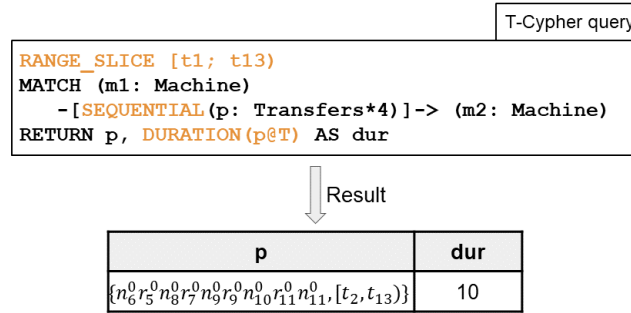 T-Cypher query
RANGE_SLICE [t1; t13)
MATCH (m1: Machine)
-[SEQUENTIAL(p: Transfers*4)]-> (m2: Machine)
RETURN p, DURATION(p@T) AS dur
Result
p dur
{n₆⁰r₅⁰n₈⁰r₇⁰n₉⁰r₉⁰n₁₀⁰r₁₁⁰n₁₁⁰, [t₂, t₁₃)} 10